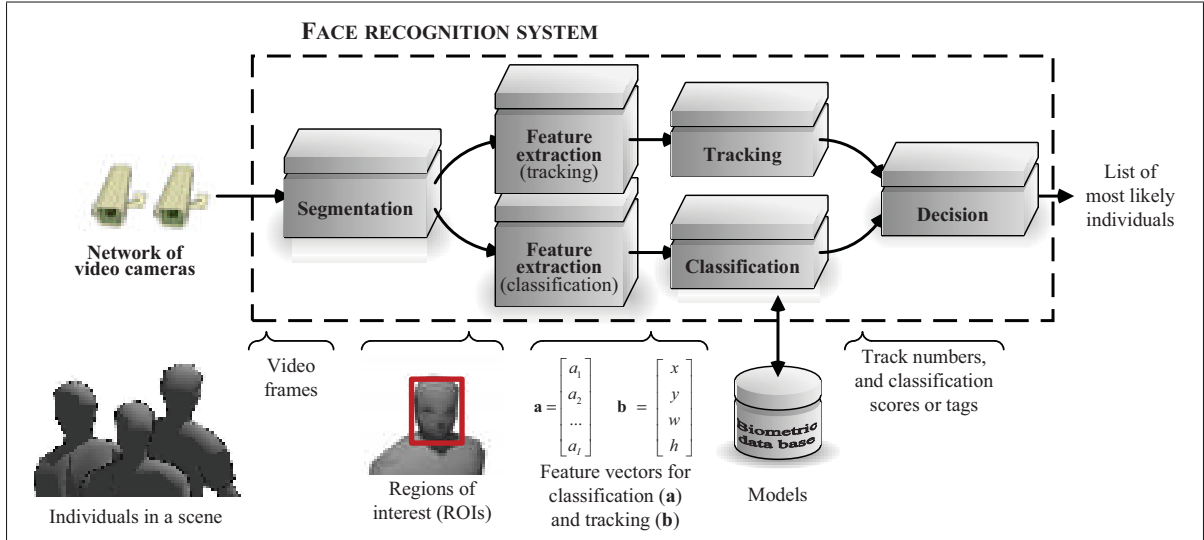 FACE RECOGNITION SYSTEM
Feature
extraction
(tracking)
Tracking
Segmentation
Decision
List of
most likely
individuals
Network of
video cameras
Feature
extraction
(classification)
Classification
Video
frames
a = [a1 a2 ... aI]
b = [x y w h]
Track numbers,
and classification
scores or tags
Biometric
data base
Individuals in a scene
Regions of
interest (ROIs)
Feature vectors for
classification (a)
and tracking (b)
Models